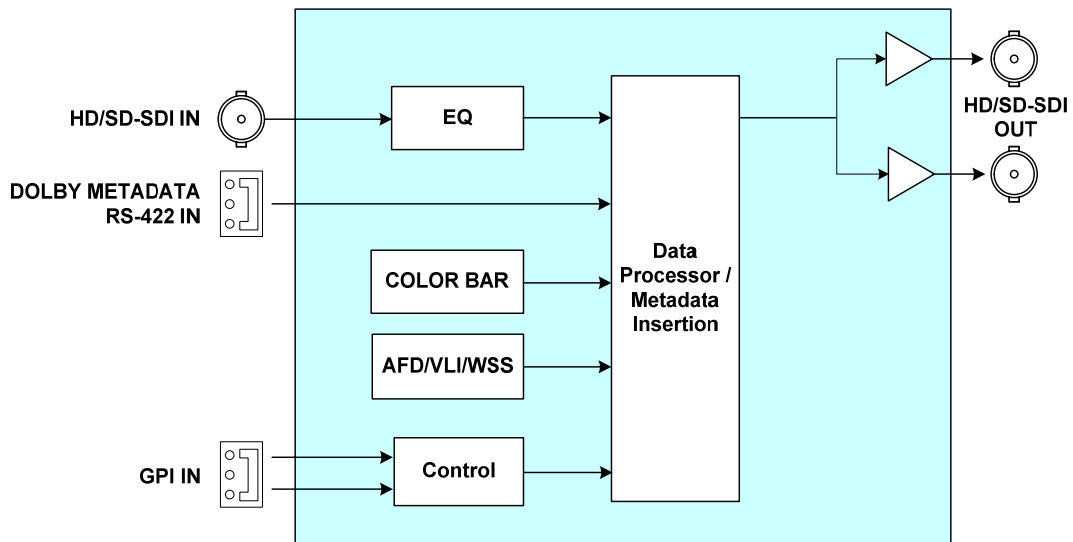 HD/SD-SDI IN
EQ
HD/SD-SDI
OUT
DOLBY METADATA
RS-422 IN
Data
Processor /
Metadata
Insertion
COLOR BAR
AFD/VLI/WSS
GPI IN
Control